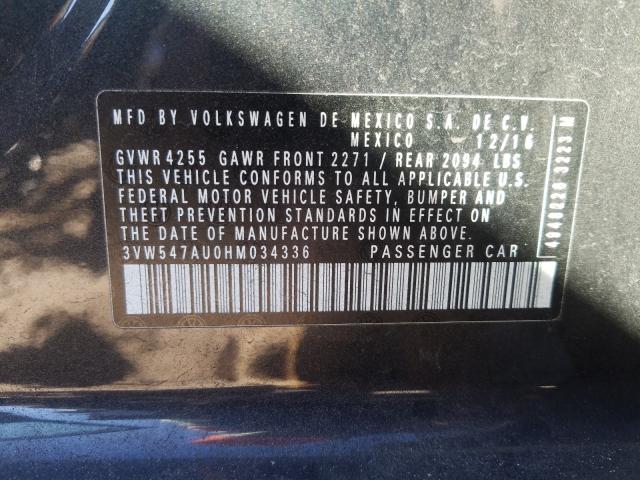 MFD BY VOLKSWAGEN DE MEXICO S.A. DE C.V.
MEXICO 12/16
GVWR 4255 GAWR FRONT 2271 / REAR 2094 LBS
THIS VEHICLE CONFORMS TO ALL APPLICABLE U.S.
FEDERAL MOTOR VEHICLE SAFETY, BUMPER AND
THEFT PREVENTION STANDARDS IN EFFECT ON
THE DATE OF MANUFACTURE SHOWN ABOVE.
3VW547AU0HM034336 PASSENGER CAR